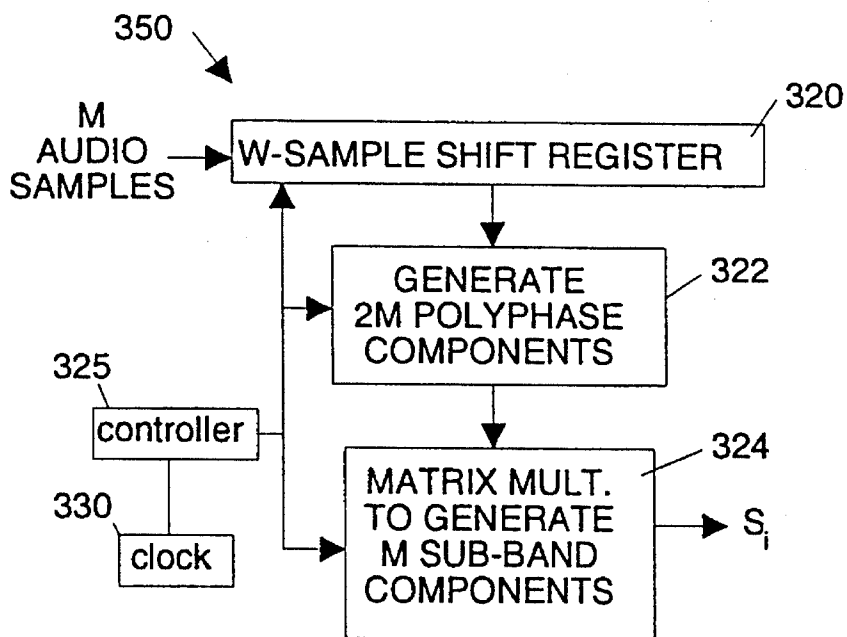 350
320
M
AUDIO
SAMPLES
W-SAMPLE SHIFT REGISTER
GENERATE
2M POLYPHASE
COMPONENTS
322
325
controller
330
clock
MATRIX MULT.
TO GENERATE
M SUB-BAND
COMPONENTS
324
Si